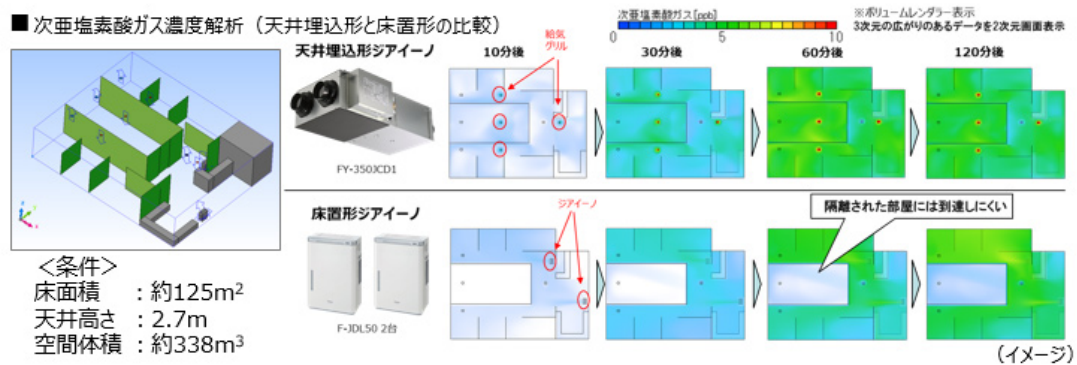 ■次亜塩素酸ガス濃度解析（天井埋込形と床置形の比較）
次亜塩素酸ガス[ppb]
0 5 10
※ボリュームレンダラー表示
3次元の広がりのあるデータを2次元画面表示
天井埋込形ジアイーノ
10分後
給気
グリル
30分後
60分後
120分後
FY-350JCD1
床置形ジアイーノ
ジアイーノ
隔離された部屋には到達しにくい
F-JDL50 2台
＜条件＞
床面積 ：約125m²
天井高さ ：2.7m
空間体積 ：約338m³
（イメージ）